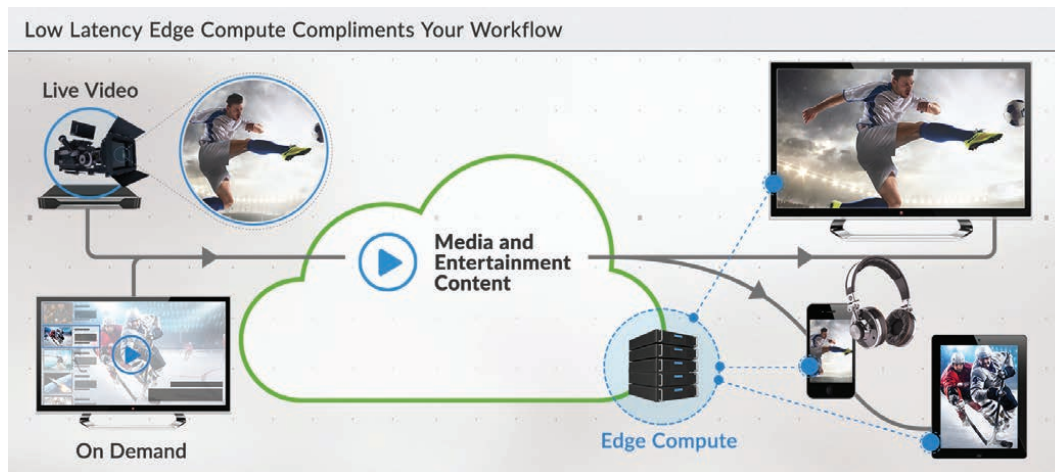 Low Latency Edge Compute Compliments Your Workflow
Live Video
Media and
Entertainment
Content
Edge Compute
On Demand